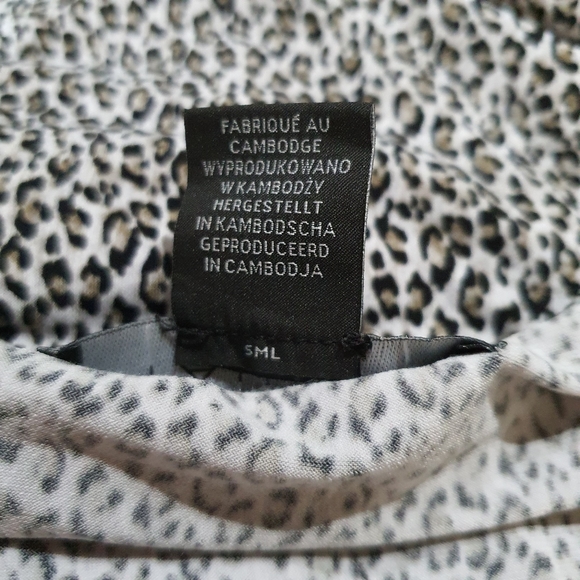 FABRIQUÉ AU
CAMBODGE
WYPRODUKOWANO
W KAMBODŻY
HERGESTELLT
IN KAMBODSCHA
GEPRODUCEERD
IN CAMBODJA
SML